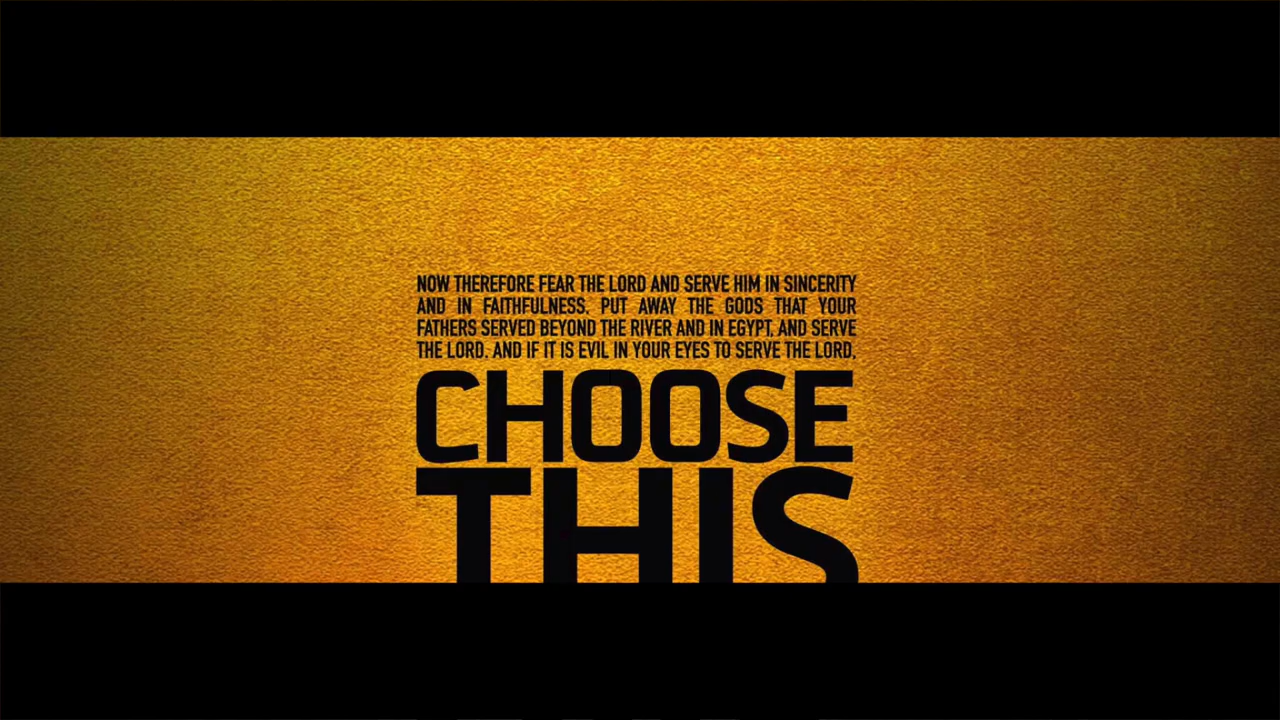 NOW THEREFORE FEAR THE LORD AND SERVE HIM IN SINCERITY
AND IN FAITHFULNESS. PUT AWAY THE GODS THAT YOUR
FATHERS SERVED BEYOND THE RIVER AND IN EGYPT, AND SERVE
THE LORD. AND IF IT IS EVIL IN YOUR EYES TO SERVE THE LORD,
CHOOSE
THIS